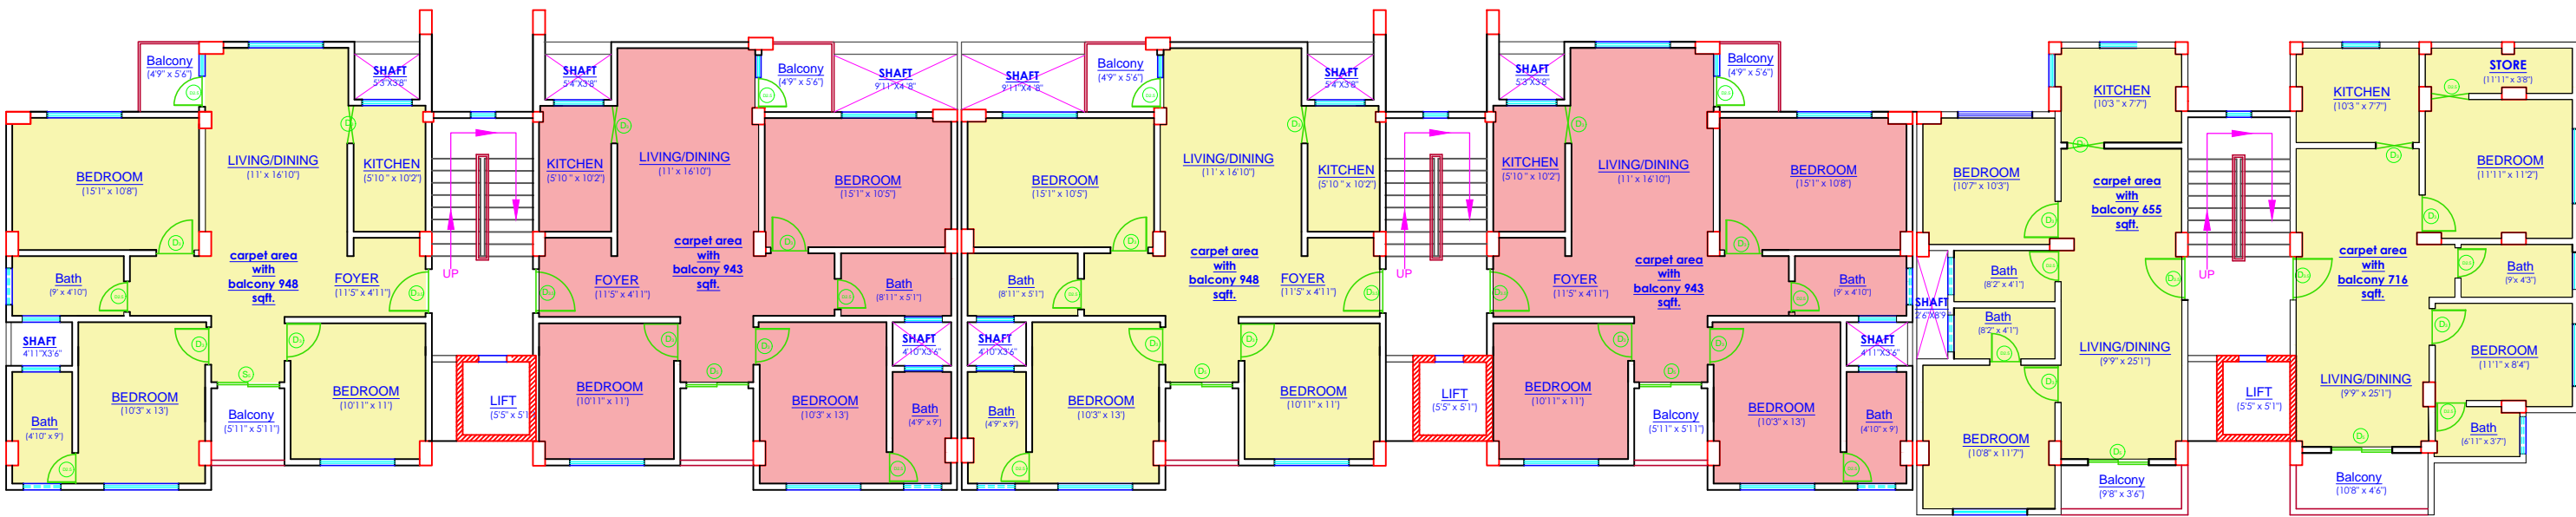 Balcony
(4'9" x 5'6")
SHAFT
5'3"X3'8"
BEDROOM
(15'1" x 10'8")
LIVING/DINING
(11' x 16'10")
KITCHEN
(5'10" x 10'2")
carpet area
with
balcony 948
sqft.
FOYER
(11'5" x 4'11")
Bath
(9' x 4'10")
SHAFT
4'11"X3'6"
BEDROOM
(10'3" x 13')
Bath
(4'10" x 9')
Balcony
(5'11" x 5'11")
BEDROOM
(10'11" x 11')
UP
LIFT
(5'5" x 5'1
SHAFT
5'4"X3'8"
Balcony
(4'9" x 5'6")
SHAFT
9'11"X4'8"
KITCHEN
(5'10" x 10'2")
LIVING/DINING
(11' x 16'10")
BEDROOM
(15'1" x 10'5")
carpet area
with
balcony 943
sqft.
FOYER
(11'5" x 4'11")
Bath
(8'11" x 5'1")
SHAFT
4'10"X3'6"
BEDROOM
(10'11" x 11')
BEDROOM
(10'3" x 13')
Bath
(4'9" x 9')
SHAFT
9'11"X4'8"
Balcony
(4'9" x 5'6")
SHAFT
5'4"X3'8"
BEDROOM
(15'1" x 10'5")
LIVING/DINING
(11' x 16'10")
KITCHEN
(5'10" x 10'2")
carpet area
with
balcony 948
sqft.
FOYER
(11'5" x 4'11")
Bath
(8'11" x 5'1")
SHAFT
4'10"X3'6"
Bath
(4'9" x 9')
BEDROOM
(10'3" x 13')
BEDROOM
(10'11" x 11')
UP
LIFT
(5'5" x 5'1")
SHAFT
5'3"X3'8"
Balcony
(4'9" x 5'6")
KITCHEN
(5'10" x 10'2")
LIVING/DINING
(11' x 16'10")
BEDROOM
(15'1" x 10'8")
FOYER
(11'5" x 4'11")
carpet area
with
balcony 943
sqft.
Bath
(9' x 4'10")
SHAFT
4'11"X3'6"
BEDROOM
(10'11" x 11')
Balcony
(5'11" x 5'11")
BEDROOM
(10'3" x 13')
Bath
(4'10" x 9')
KITCHEN
(10'3" x 7'7")
BEDROOM
(10'7" x 10'3")
carpet area
with
balcony 655
sqft.
Bath
(8'2" x 4'1")
SHAFT
2'6"X8'9"
Bath
(8'2" x 4'1")
LIVING/DINING
(9'9" x 25'1")
BEDROOM
(10'8" x 11'7")
Balcony
(9'8" x 3'6")
UP
LIFT
(5'5" x 5'1")
KITCHEN
(10'3" x 7'7")
STORE
(11'11" x 3'8")
BEDROOM
(11'11" x 11'2")
carpet area
with
balcony 716
sqft.
Bath
(9'x 4'3")
BEDROOM
(11'1" x 8'4")
LIVING/DINING
(9'9" x 25'1")
Bath
(6'11" x 3'7")
Balcony
(10'8" x 4'6")